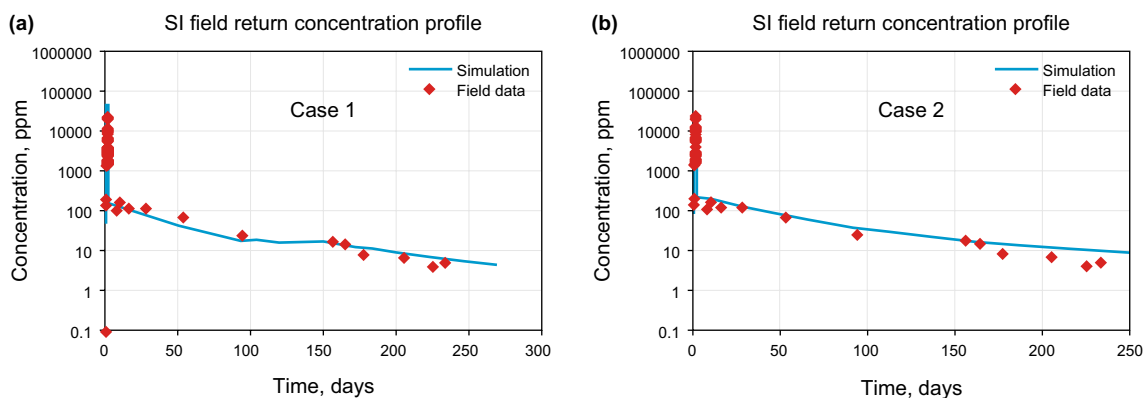 (a) SI field return concentration profile
1000000
100000
10000
1000
100
10
1
0.1
Concentration, ppm
Simulation
Field data
Case 1
0 50 100 150 200 250 300
Time, days
(b) SI field return concentration profile
1000000
100000
10000
1000
100
10
1
0.1
Concentration, ppm
Simulation
Field data
Case 2
0 50 100 150 200 250
Time, days